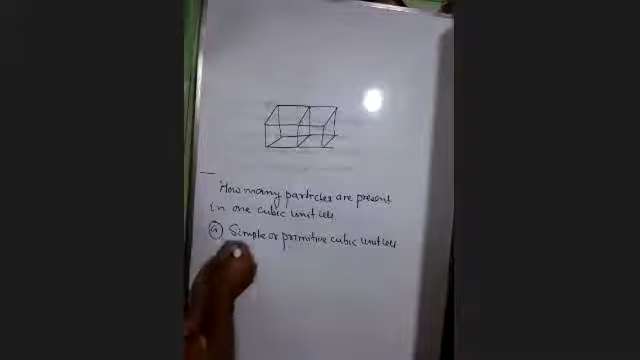 How many particles are present
in one cubic unit cell
(a) Simple or primitive cubic unit cell